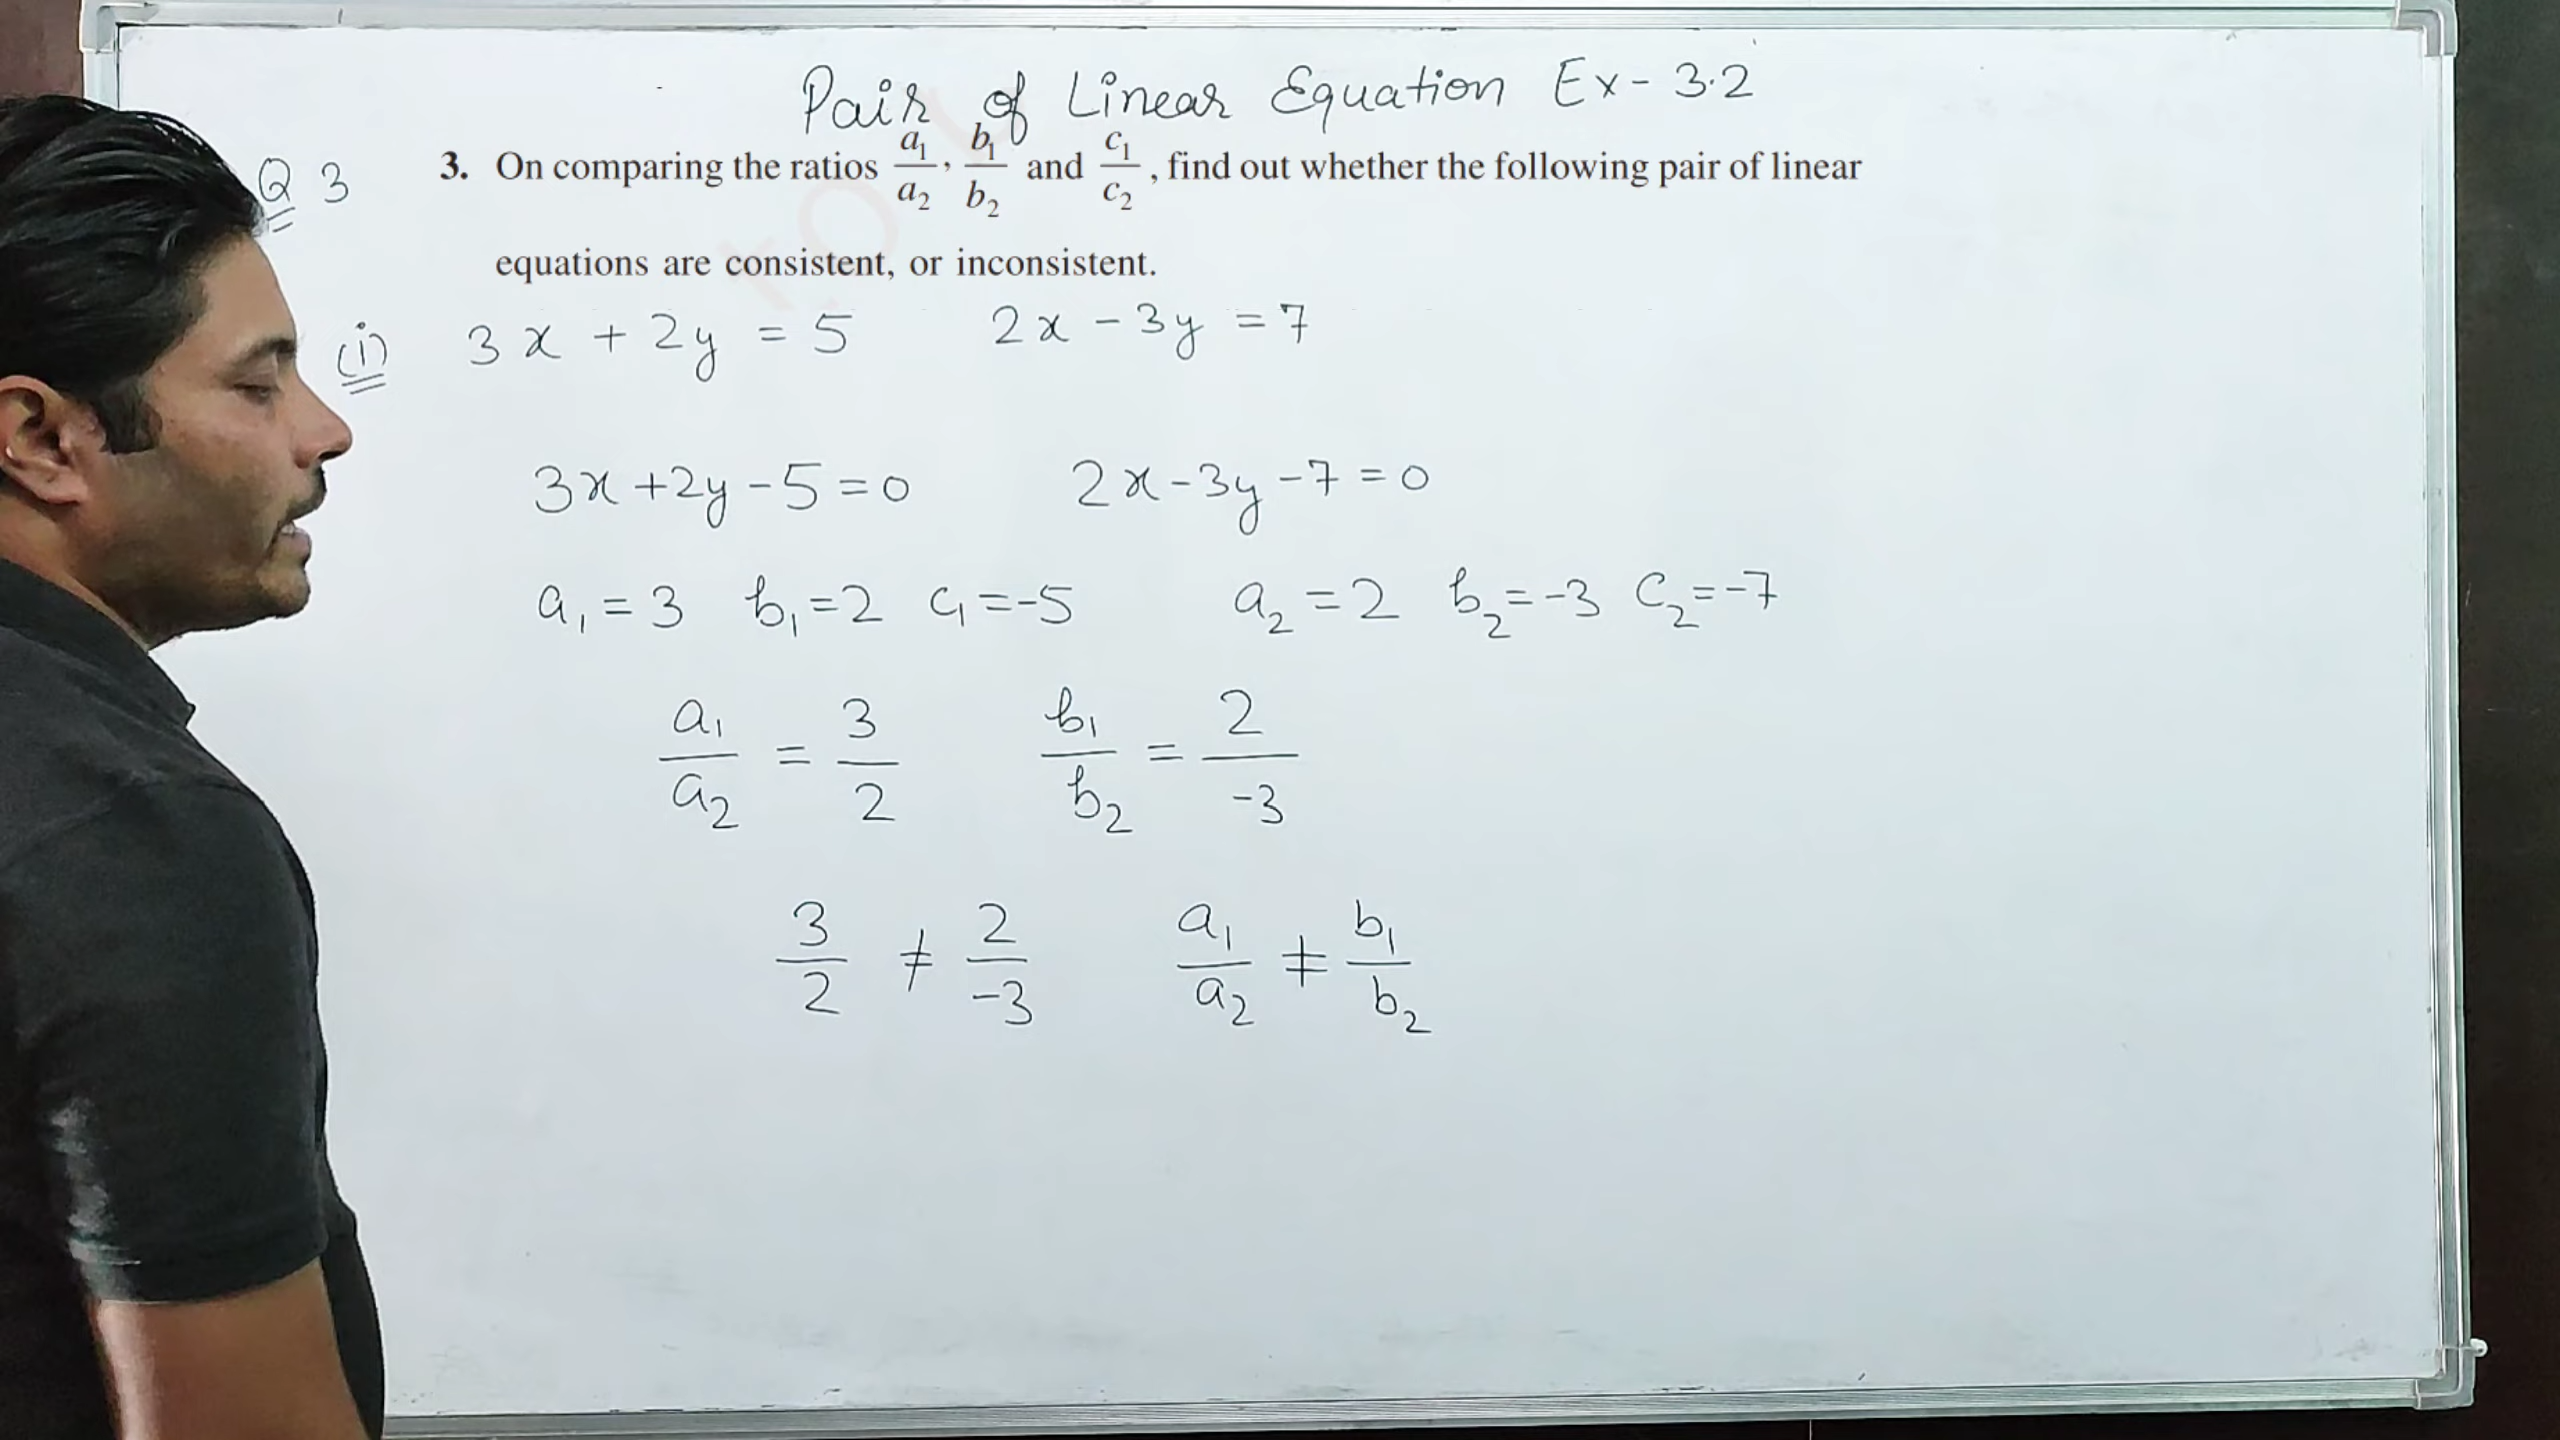 Pair of Linear Equation Ex - 3.2
Q 3
3. On comparing the ratios a₁/a₂, b₁/b₂ and c₁/c₂, find out whether the following pair of linear
equations are consistent, or inconsistent.
(i) 3x + 2y = 5 2x - 3y = 7
3x + 2y - 5 = 0 2x - 3y - 7 = 0
a₁ = 3 b₁ = 2 c₁ = -5 a₂ = 2 b₂ = -3 c₂ = -7
a₁/a₂ = 3/2 b₁/b₂ = 2/-3
3/2 ≠ 2/-3 a₁/a₂ ≠ b₁/b₂